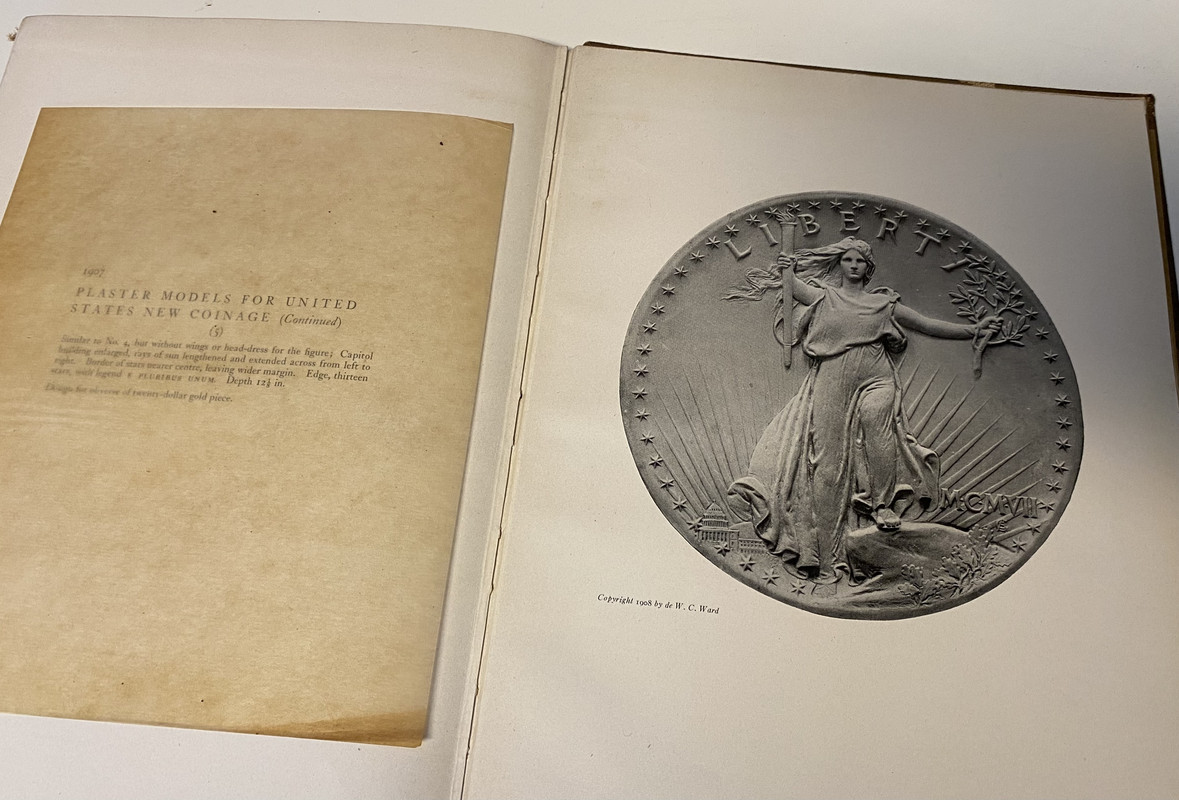 1907
PLASTER MODELS FOR UNITED
STATES NEW COINAGE (Continued)
(5)
Similar to No. 4, but without wings or head-dress for the figure; Capitol
building enlarged, rays of sun lengthened and extended across from left to
right. Border of stars nearer centre, leaving wider margin. Edge, thirteen
stars, with legend E PLURIBUS UNUM. Depth 12½ in.
Design for obverse of twenty-dollar gold piece.
LIBERTY
M·CM·VII
Copyright 1908 by de W. C. Ward